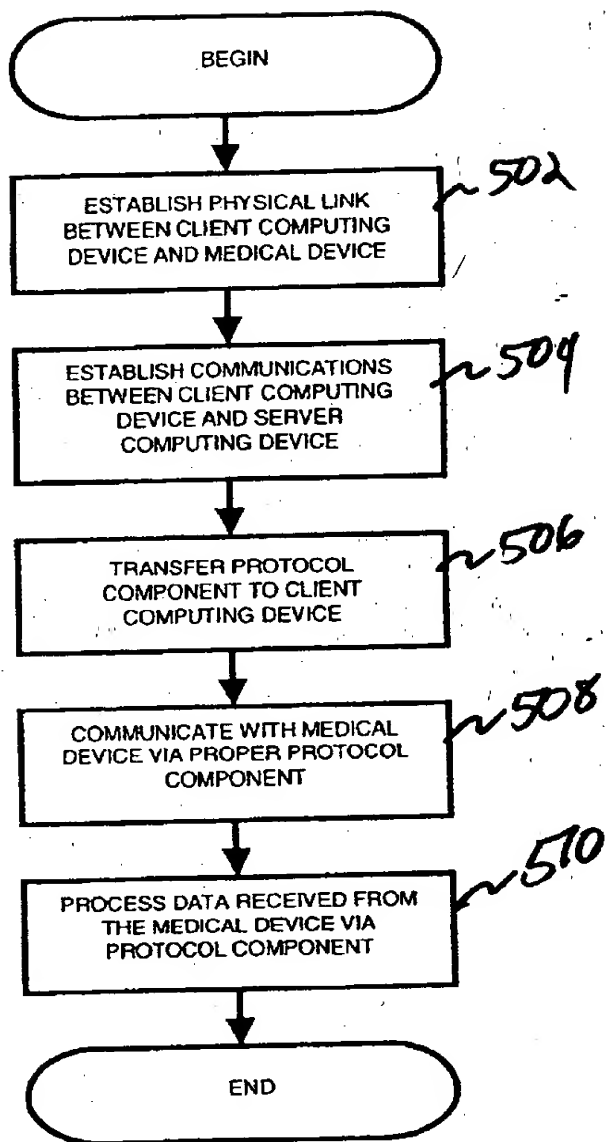 BEGIN
ESTABLISH PHYSICAL LINK
BETWEEN CLIENT COMPUTING
DEVICE AND MEDICAL DEVICE
502
ESTABLISH COMMUNICATIONS
BETWEEN CLIENT COMPUTING
DEVICE AND SERVER
COMPUTING DEVICE
504
TRANSFER PROTOCOL
COMPONENT TO CLIENT
COMPUTING DEVICE
506
COMMUNICATE WITH MEDICAL
DEVICE VIA PROPER PROTOCOL
COMPONENT
508
PROCESS DATA RECEIVED FROM
THE MEDICAL DEVICE VIA
PROTOCOL COMPONENT
510
END